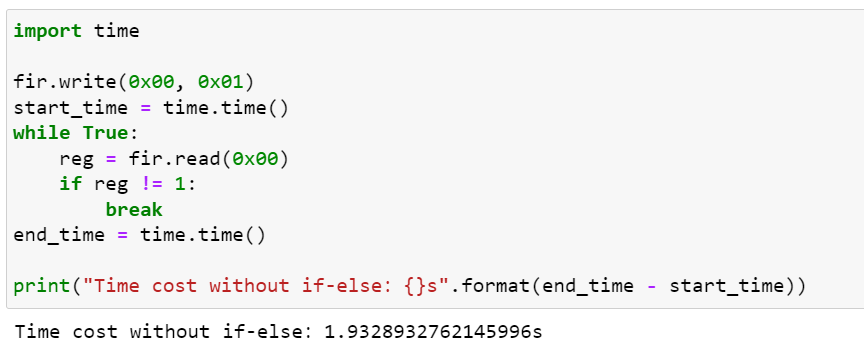 import time
fir.write(0x00, 0x01)
start_time = time.time()
while True:
    reg = fir.read(0x00)
    if reg != 1:
        break
end_time = time.time()
print("Time cost without if-else: {}s".format(end_time - start_time))
Time cost without if-else: 1.9328932762145996s